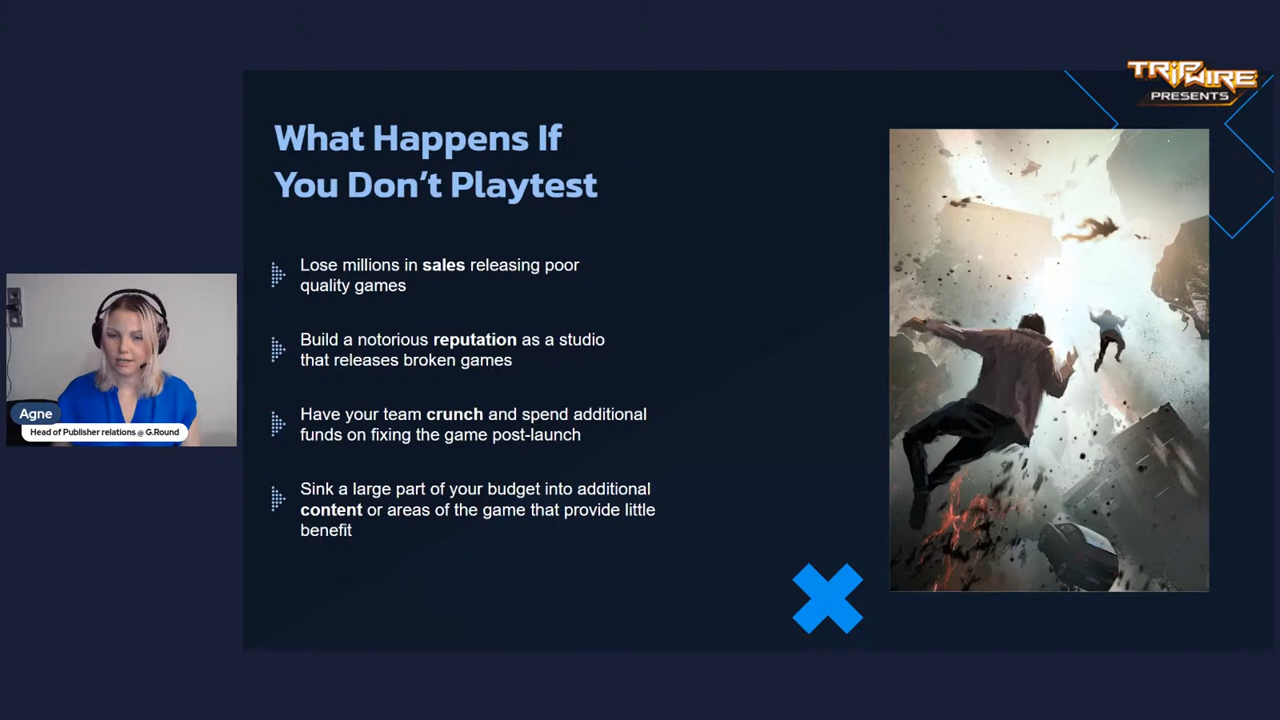 TRIPWIRE
PRESENTS
What Happens If
You Don’t Playtest
Lose millions in sales releasing poor
quality games
Build a notorious reputation as a studio
that releases broken games
Have your team crunch and spend additional
funds on fixing the game post-launch
Sink a large part of your budget into additional
content or areas of the game that provide little
benefit
Agne
Head of Publisher relations @ G.Round